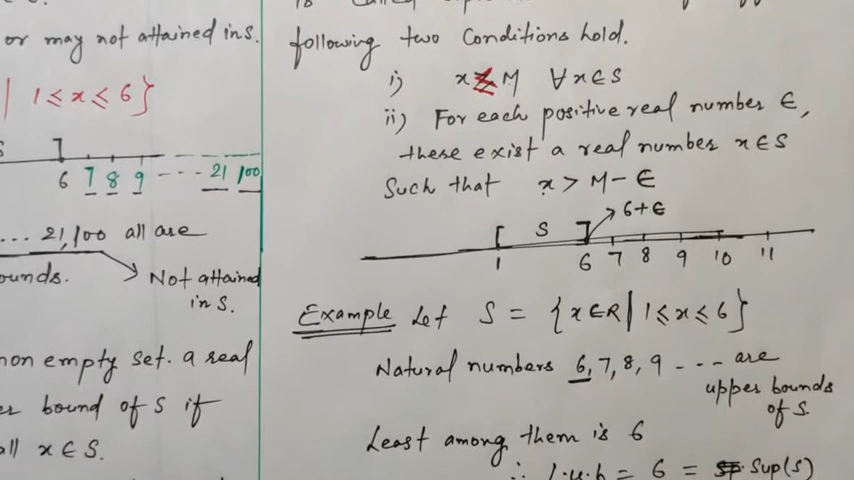 or may not attained in S.
| 1 ≤ x ≤ 6}
S ]
6 7 8 9 --- 21 100
... 21,100 all are
ounds. → Not attained
in S.
non empty set. a real
er bound of S if
all x ∈ S.
following two Conditions hold.
i) x ≤ M ∀ x ∈ S
ii) For each positive real number ∈,
these exist a real number x ∈ S
Such that x > M - ∈
[ S ] 6+∈
1 6 7 8 9 10 11
Example Let S = {x ∈ R | 1 ≤ x ≤ 6}
Natural numbers 6, 7, 8, 9 ---- are
upper bounds
of S.
Least among them is 6
∴ l.u.b = 6 = Sup(S)